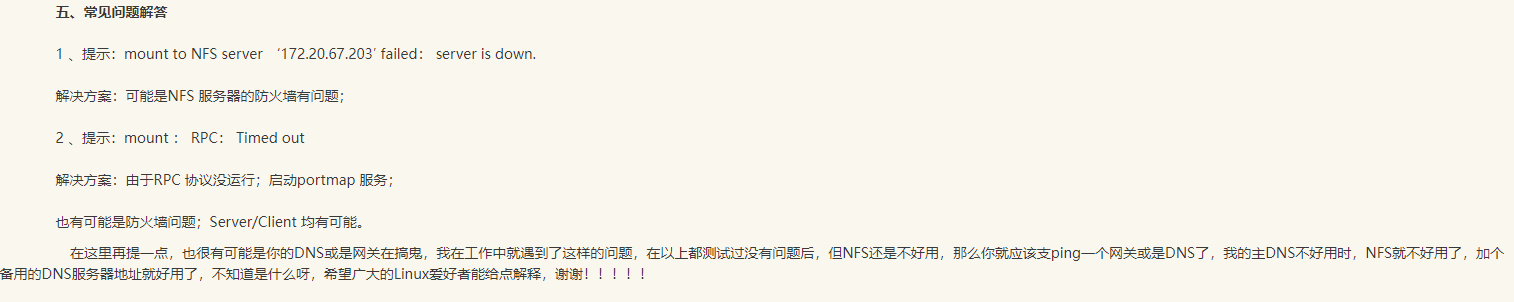 五、常见问题解答
1 、提示：mount to NFS server ‘172.20.67.203’ failed： server is down.
解决方案：可能是NFS 服务器的防火墙有问题；
2 、提示：mount： RPC： Timed out
解决方案：由于RPC 协议没运行；启动portmap 服务；
也有可能是防火墙问题；Server/Client 均有可能。
在这里再提一点，也很有可能是你的DNS或是网关在搞鬼，我在工作中就遇到了这样的问题，在以上都测试过没有问题后，但NFS还是不好用，那么你就应该支ping一个网关或是DNS了，我的主DNS不好用时，NFS就不好用了，加个
备用的DNS服务器地址就好用了，不知道是什么呀，希望广大的Linux爱好者能给点解释，谢谢！！！！！